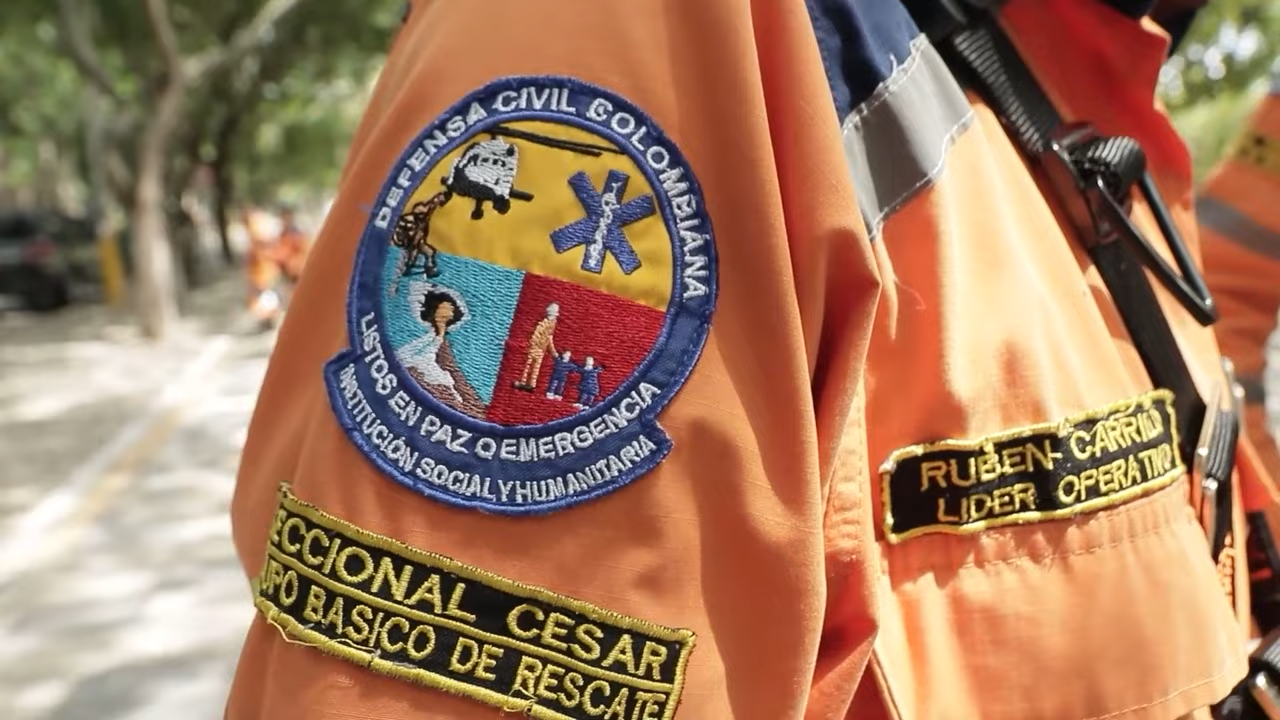 DEFENSA CIVIL COLOMBIANA
LISTOS EN PAZ O EMERGENCIA
INSTITUCIÓN SOCIAL Y HUMANITARIA
ECCIONAL CESAR
UPO BASICO DE RESCATE
RUBEN CARRILLO
LIDER OPERATIVO